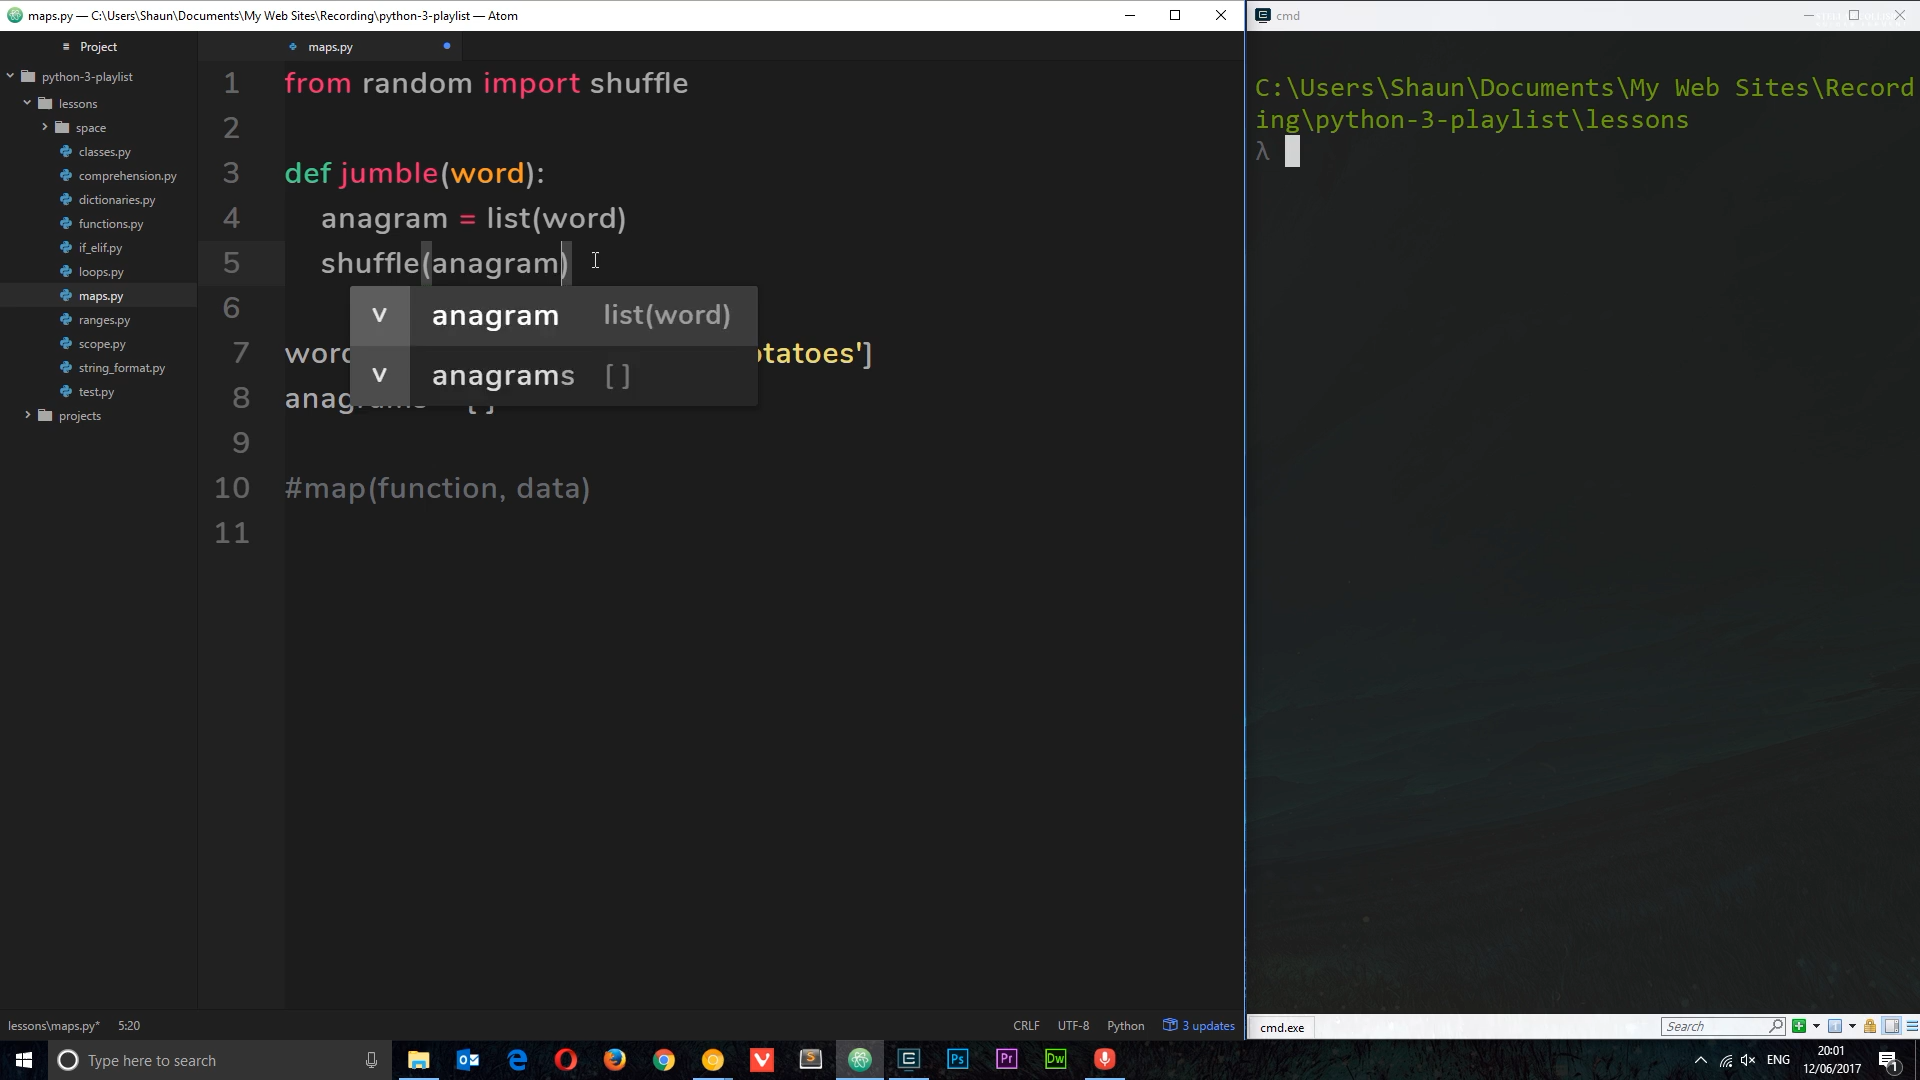 maps.py — C:\Users\Shaun\Documents\My Web Sites\Recording\python-3-playlist — Atom
Project
python-3-playlist
lessons
space
classes.py
comprehension.py
dictionaries.py
functions.py
if_elif.py
loops.py
maps.py
ranges.py
scope.py
string_format.py
test.py
projects
maps.py
1 from random import shuffle
2
3 def jumble(word):
4 anagram = list(word)
5 shuffle(anagram)
6
v anagram list(word)
7 word tatoes']
v anagrams [ ]
8
9
10 #map(function, data)
11
lessons\maps.py* 5:20
CRLF UTF-8 Python 3 updates
cmd
C:\Users\Shaun\Documents\My Web Sites\Record
ing\python-3-playlist\lessons
λ
cmd.exe
Search
Type here to search
ENG
20:01
12/06/2017
1